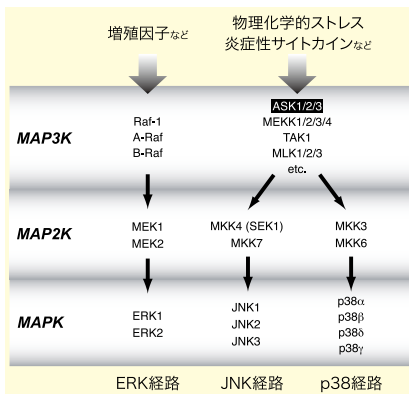 増殖因子など
物理化学的ストレス
炎症性サイトカインなど
MAP3K
Raf-1
A-Raf
B-Raf
ASK1/2/3
MEKK1/2/3/4
TAK1
MLK1/2/3
etc.
MAP2K
MEK1
MEK2
MKK4 (SEK1)
MKK7
MKK3
MKK6
MAPK
ERK1
ERK2
JNK1
JNK2
JNK3
p38α
p38β
p38δ
p38γ
ERK経路
JNK経路
p38経路